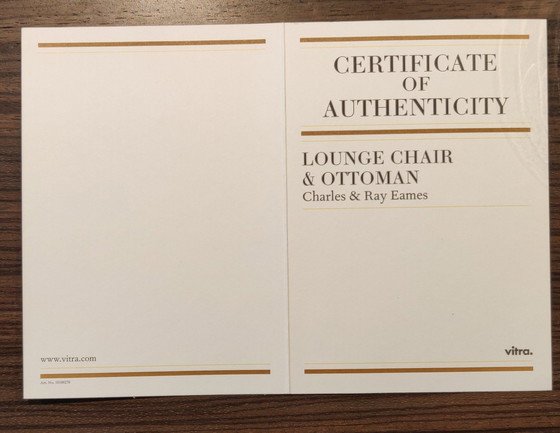 CERTIFICATE
OF
AUTHENTICITY
LOUNGE CHAIR
& OTTOMAN
Charles & Ray Eames
www.vitra.com
vitra.